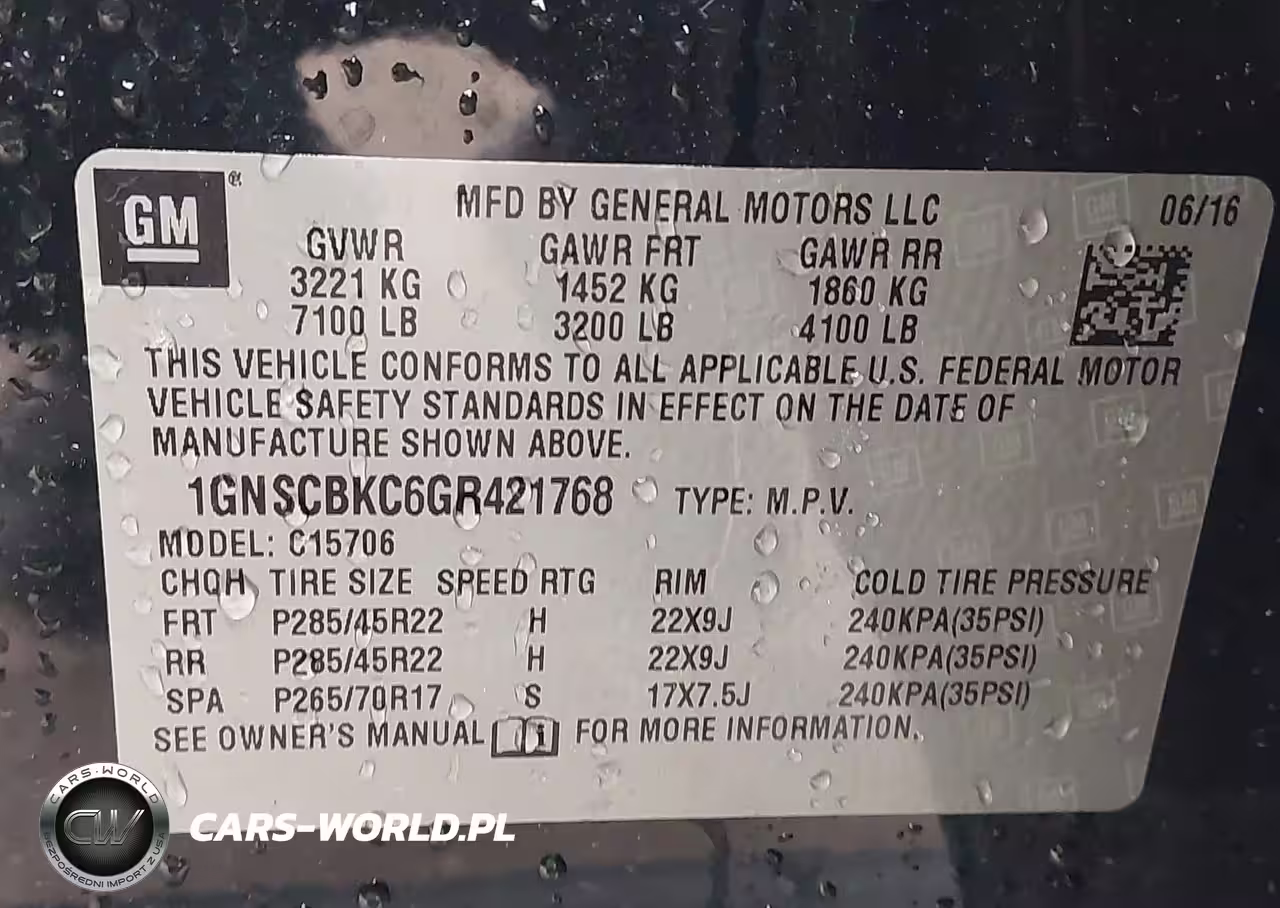 GM ®
MFD BY GENERAL MOTORS LLC 06/16
GVWR GAWR FRT GAWR RR
3221 KG 1452 KG 1860 KG
7100 LB 3200 LB 4100 LB
THIS VEHICLE CONFORMS TO ALL APPLICABLE U.S. FEDERAL MOTOR
VEHICLE SAFETY STANDARDS IN EFFECT ON THE DATE OF
MANUFACTURE SHOWN ABOVE.
1GNSCBKC6GR421768 TYPE: M.P.V.
MODEL: C15706
CHQH TIRE SIZE SPEED RTG RIM COLD TIRE PRESSURE
FRT P285/45R22 H 22X9J 240KPA(35PSI)
RR P285/45R22 H 22X9J 240KPA(35PSI)
SPA P265/70R17 S 17X7.5J 240KPA(35PSI)
SEE OWNER'S MANUAL i FOR MORE INFORMATION.
CARS-WORLD
CW
BEZPOŚREDNI IMPORT Z USA
CARS-WORLD.PL